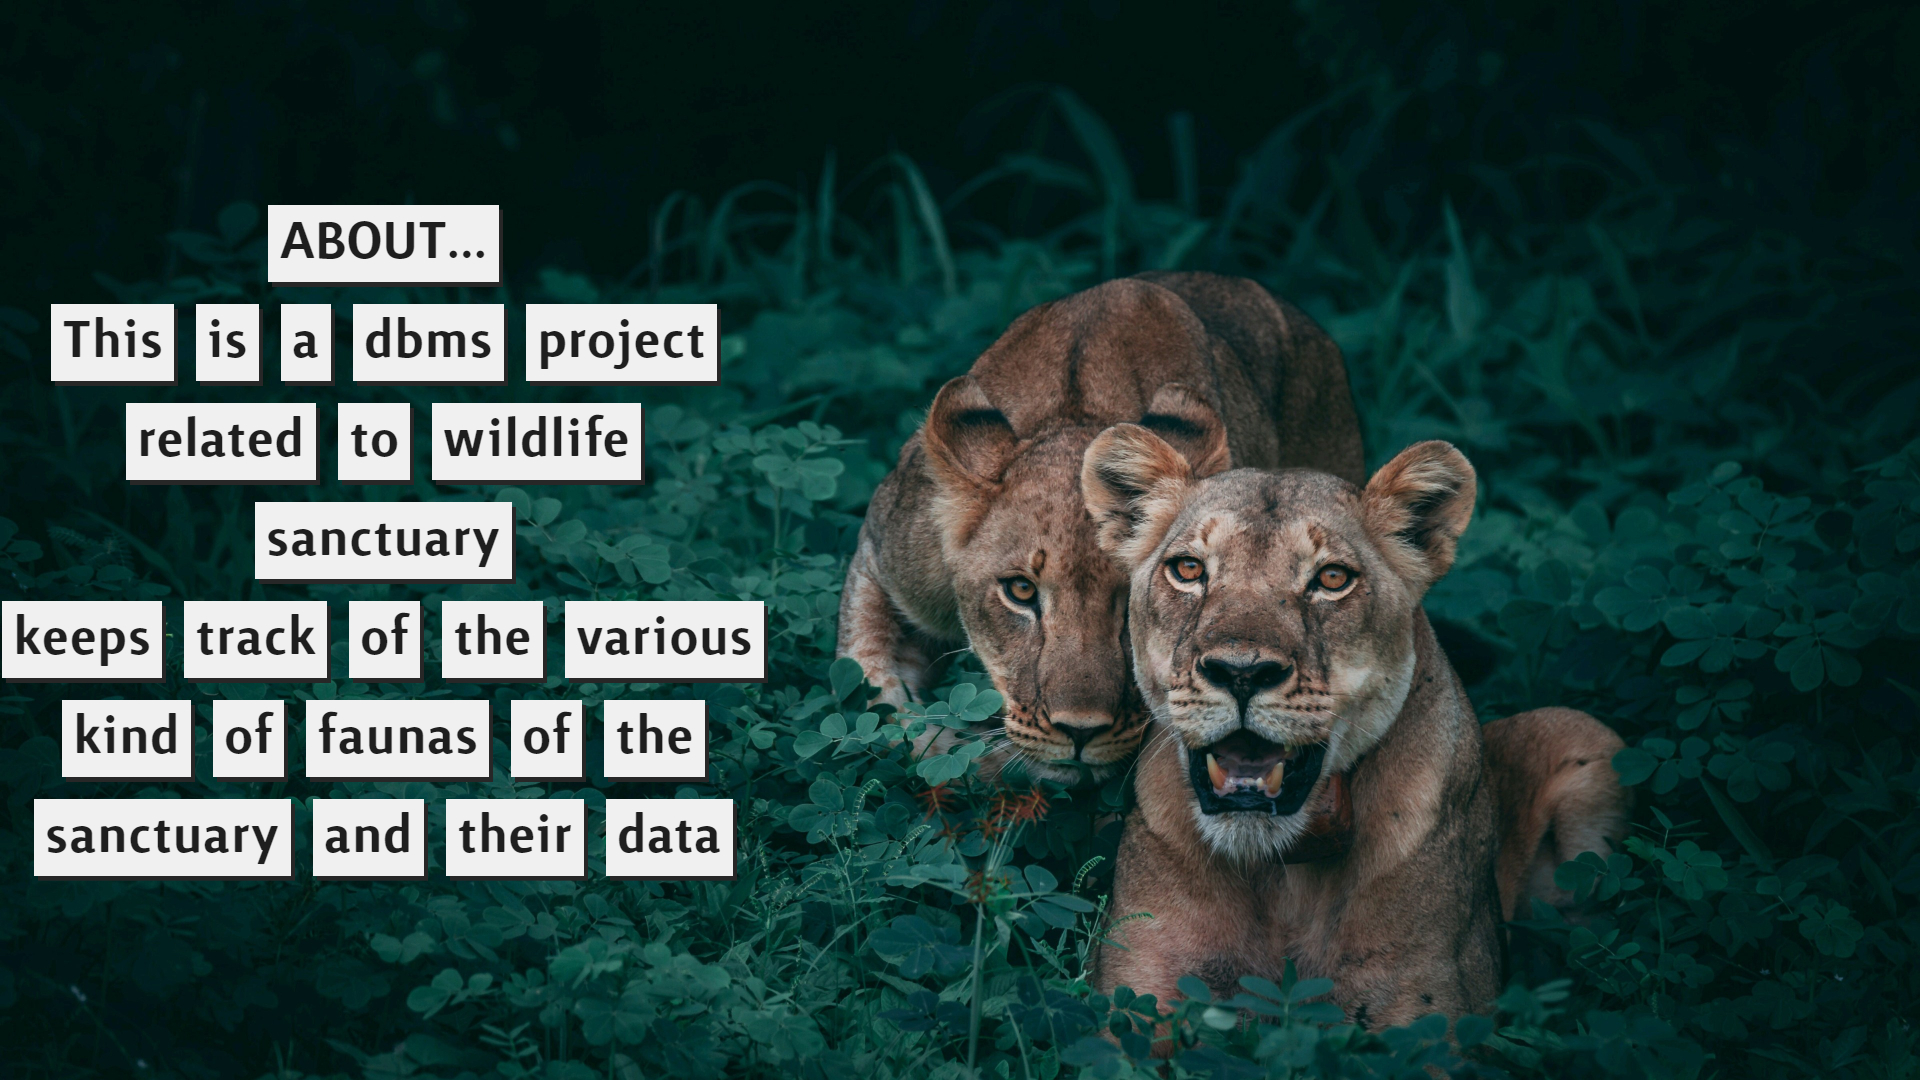 ABOUT...
This is a dbms project
related to wildlife
sanctuary
keeps track of the various
kind of faunas of the
sanctuary and their data